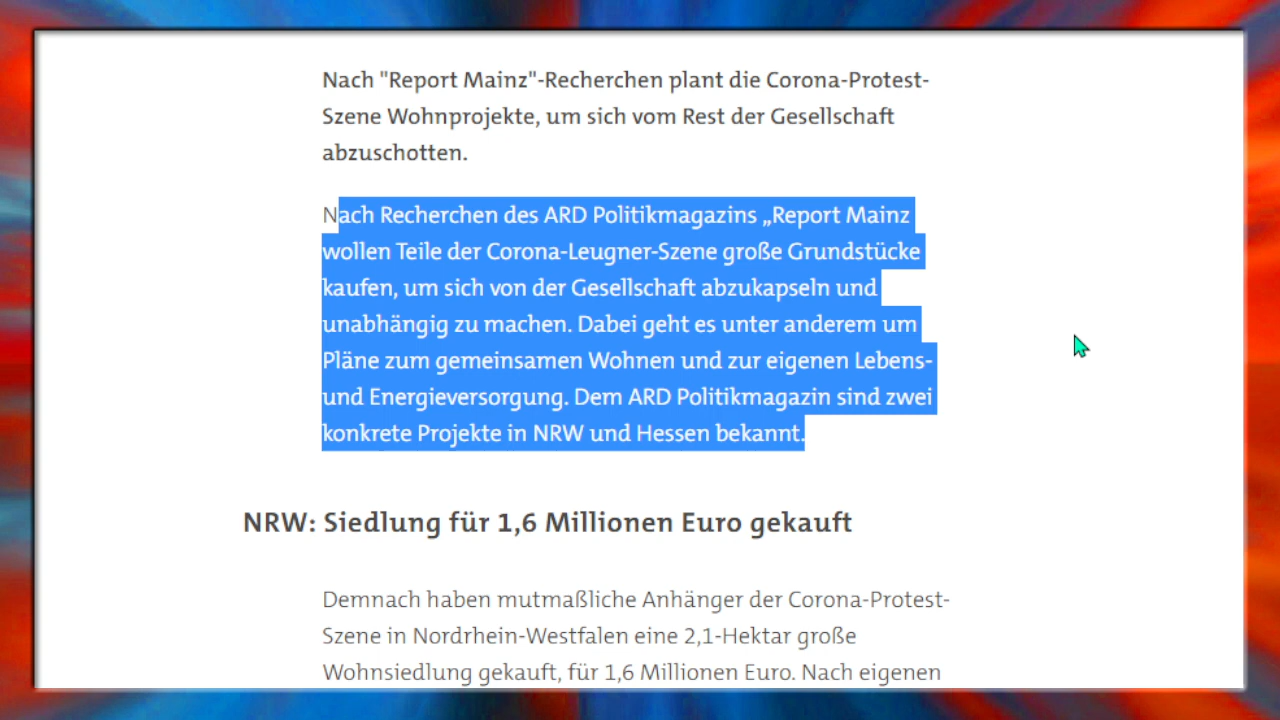 Nach "Report Mainz"-Recherchen plant die Corona-Protest-
Szene Wohnprojekte, um sich vom Rest der Gesellschaft
abzuschotten.
Nach Recherchen des ARD Politikmagazins „Report Mainz
wollen Teile der Corona-Leugner-Szene große Grundstücke
kaufen, um sich von der Gesellschaft abzukapseln und
unabhängig zu machen. Dabei geht es unter anderem um
Pläne zum gemeinsamen Wohnen und zur eigenen Lebens-
und Energieversorgung. Dem ARD Politikmagazin sind zwei
konkrete Projekte in NRW und Hessen bekannt.
NRW: Siedlung für 1,6 Millionen Euro gekauft
Demnach haben mutmaßliche Anhänger der Corona-Protest-
Szene in Nordrhein-Westfalen eine 2,1-Hektar große
Wohnsiedlung gekauft, für 1,6 Millionen Euro. Nach eigenen